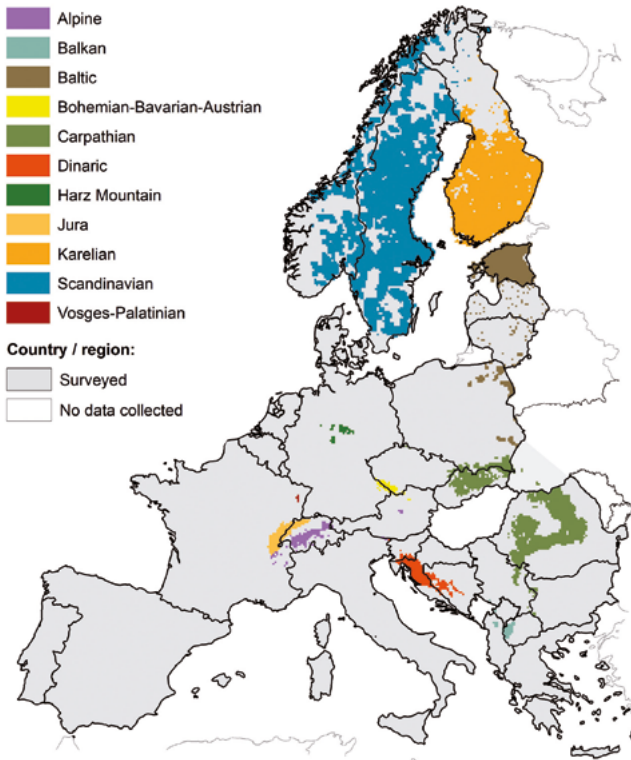 Alpine
Balkan
Baltic
Bohemian-Bavarian-Austrian
Carpathian
Dinaric
Harz Mountain
Jura
Karelian
Scandinavian
Vosges-Palatinian
Country / region:
Surveyed
No data collected